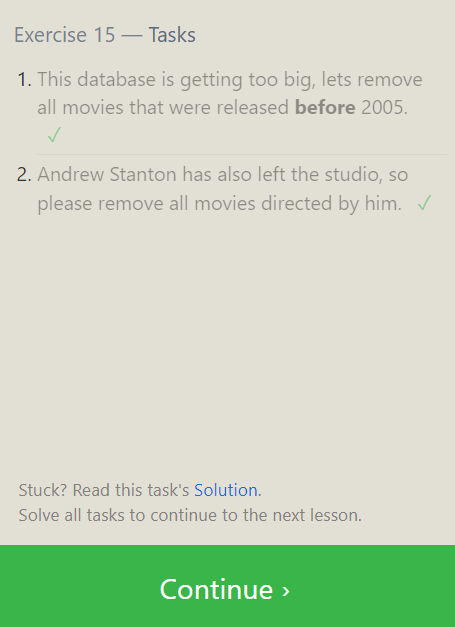 Exercise 15 — Tasks
1. This database is getting too big, lets remove
all movies that were released before 2005.
✓
2. Andrew Stanton has also left the studio, so
please remove all movies directed by him. ✓
Stuck? Read this task's Solution.
Solve all tasks to continue to the next lesson.
Continue ›